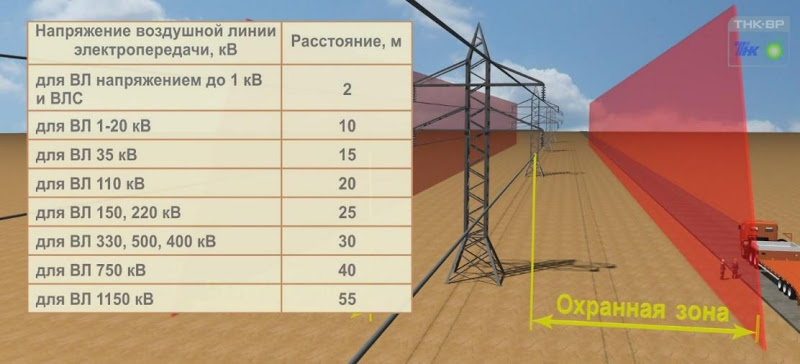 Напряжение воздушной линии
электропередачи, кВ
Расстояние, м
для ВЛ напряжением до 1 кВ
и ВЛС
2
для ВЛ 1-20 кВ 10
для ВЛ 35 кВ 15
для ВЛ 110 кВ 20
для ВЛ 150, 220 кВ 25
для ВЛ 330, 500, 400 кВ 30
для ВЛ 750 кВ 40
для ВЛ 1150 кВ 55
Охранная зона
ТНК-BP
ТНК